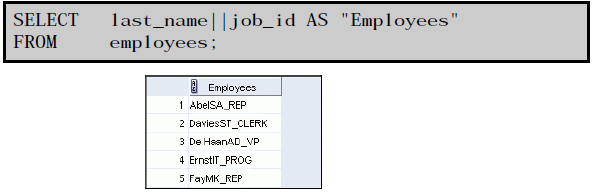 SELECT last_name||job_id AS "Employees"
FROM employees;
Employees
1 AbelSA_REP
2 DaviesST_CLERK
3 De HaanAD_VP
4 ErnstIT_PROG
5 FayMK_REP